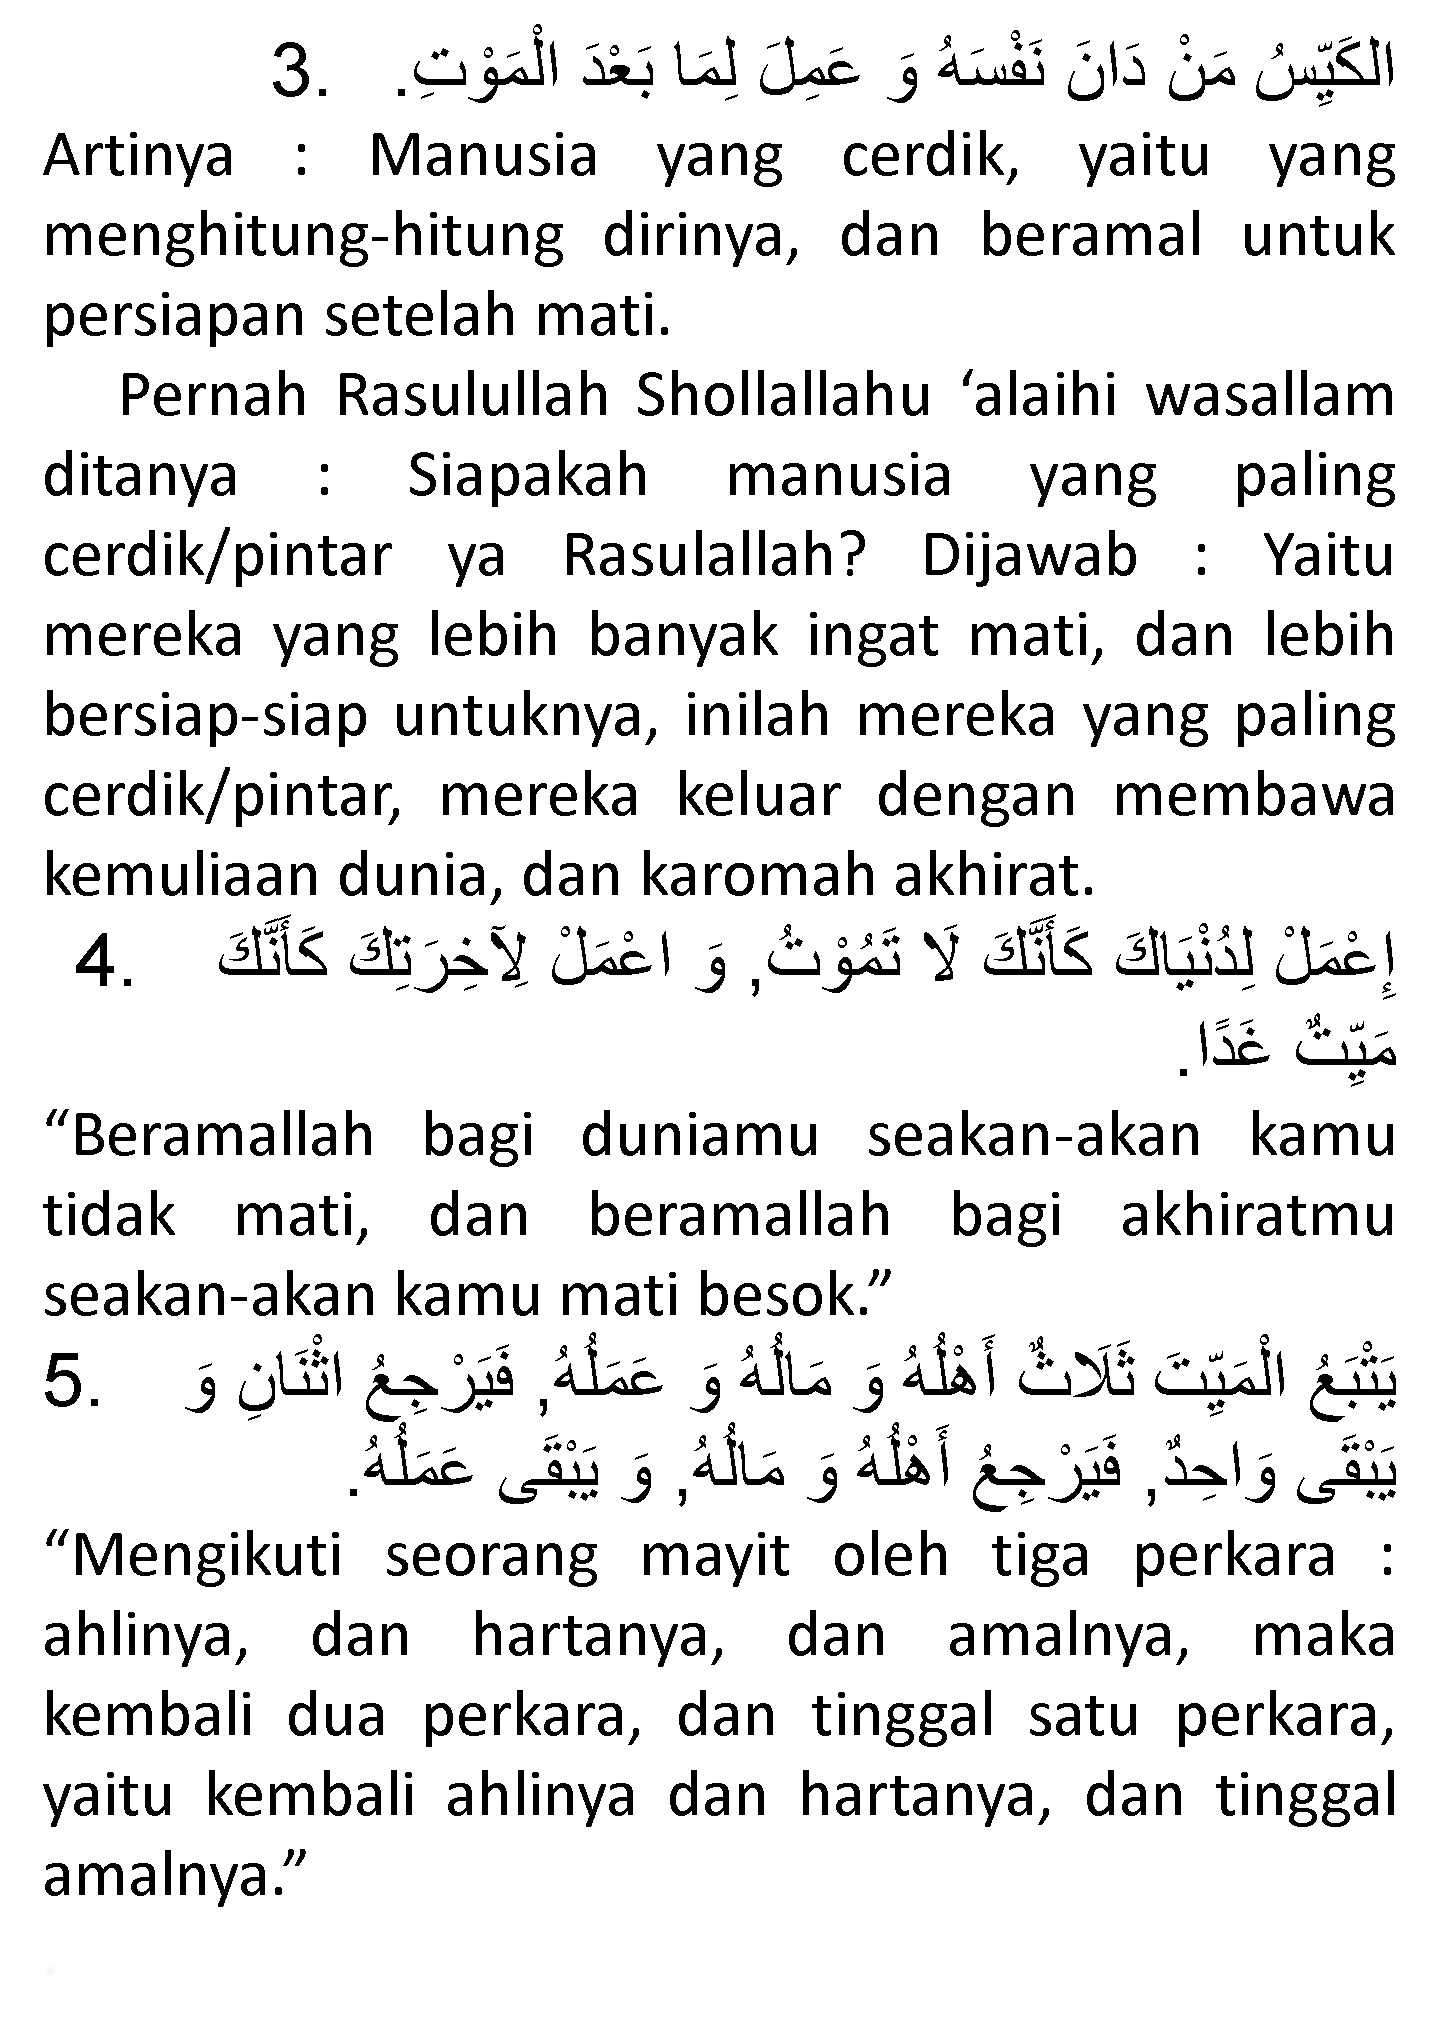 3. الكَيِّسُ مَنْ دَانَ نَفْسَهُ وَ عَمِلَ لِمَا بَعْدَ الْمَوْتِ.
Artinya : Manusia yang cerdik, yaitu yang
menghitung-hitung dirinya, dan beramal untuk
persiapan setelah mati.
Pernah Rasulullah Shollallahu ‘alaihi wasallam
ditanya : Siapakah manusia yang paling
cerdik/pintar ya Rasulallah? Dijawab : Yaitu
mereka yang lebih banyak ingat mati, dan lebih
bersiap-siap untuknya, inilah mereka yang paling
cerdik/pintar, mereka keluar dengan membawa
kemuliaan dunia, dan karomah akhirat.
4. إِعْمَلْ لِدُنْيَاكَ كَأَنَّكَ لَا تَمُوْتُ, وَ اعْمَلْ لِآخِرَتِكَ كَأَنَّكَ
مَيِّتٌ غَدًا.
“Beramallah bagi duniamu seakan-akan kamu
tidak mati, dan beramallah bagi akhiratmu
seakan-akan kamu mati besok.”
5. يَتْبَعُ الْمَيِّتَ ثَلَاثٌ أَهْلُهُ وَ مَالُهُ وَ عَمَلُهُ, فَيَرْجِعُ اثْنَانِ وَ
يَبْقَى وَاحِدٌ, فَيَرْجِعُ أَهْلُهُ وَ مَالُهُ, وَ يَبْقَى عَمَلُهُ.
“Mengikuti seorang mayit oleh tiga perkara :
ahlinya, dan hartanya, dan amalnya, maka
kembali dua perkara, dan tinggal satu perkara,
yaitu kembali ahlinya dan hartanya, dan tinggal
amalnya.”